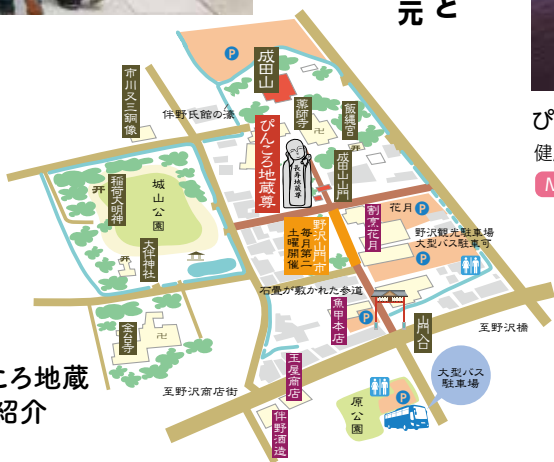 元
と
ぴ
健
成田山
市川又三銅像
伴野氏館の濠
薬師寺
飯縄宮
卍
ぴんころ地蔵尊
長寿地蔵尊
成田山山門
稲荷大明神
城山公園
大伴神社
割烹花月
花月 P
野沢観光駐車場
大型バス駐車可
P
P
野沢山門市
毎月第二
土曜開催
石畳が敷かれた参道
魚甲本店
P
山門入口
至野沢橋
金台寺
卍
ころ地蔵
紹介
至野沢商店街
玉屋商店
伴野酒造
原公園
P
大型バス
駐車場